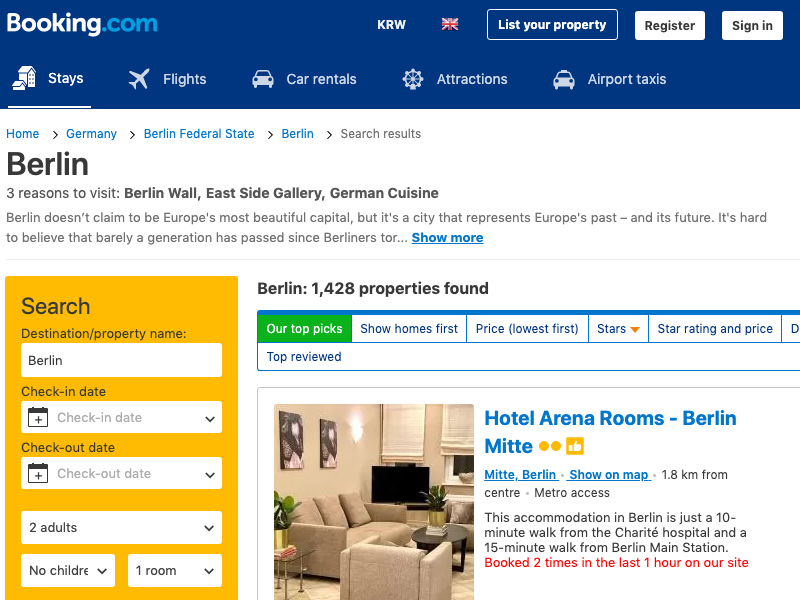 Booking.com
KRW
List your property
Register
Sign in
Stays
Flights
Car rentals
Attractions
Airport taxis
Home
Germany
Berlin Federal State
Berlin
Search results
Berlin
3 reasons to visit: Berlin Wall, East Side Gallery, German Cuisine
Berlin doesn’t claim to be Europe's most beautiful capital, but it's a city that represents Europe's past – and its future. It's hard
to believe that barely a generation has passed since Berliners tor... Show more
Search
Destination/property name:
Berlin
Check-in date
Check-in date
Check-out date
Check-out date
2 adults
No childre
1 room
Berlin: 1,428 properties found
Our top picks
Show homes first
Price (lowest first)
Stars
Star rating and price
D
Top reviewed
Hotel Arena Rooms - Berlin
Mitte
Mitte, Berlin · Show on map · 1.8 km from
centre · Metro access
This accommodation in Berlin is just a 10-
minute walk from the Charité hospital and a
15-minute walk from Berlin Main Station.
Booked 2 times in the last 1 hour on our site